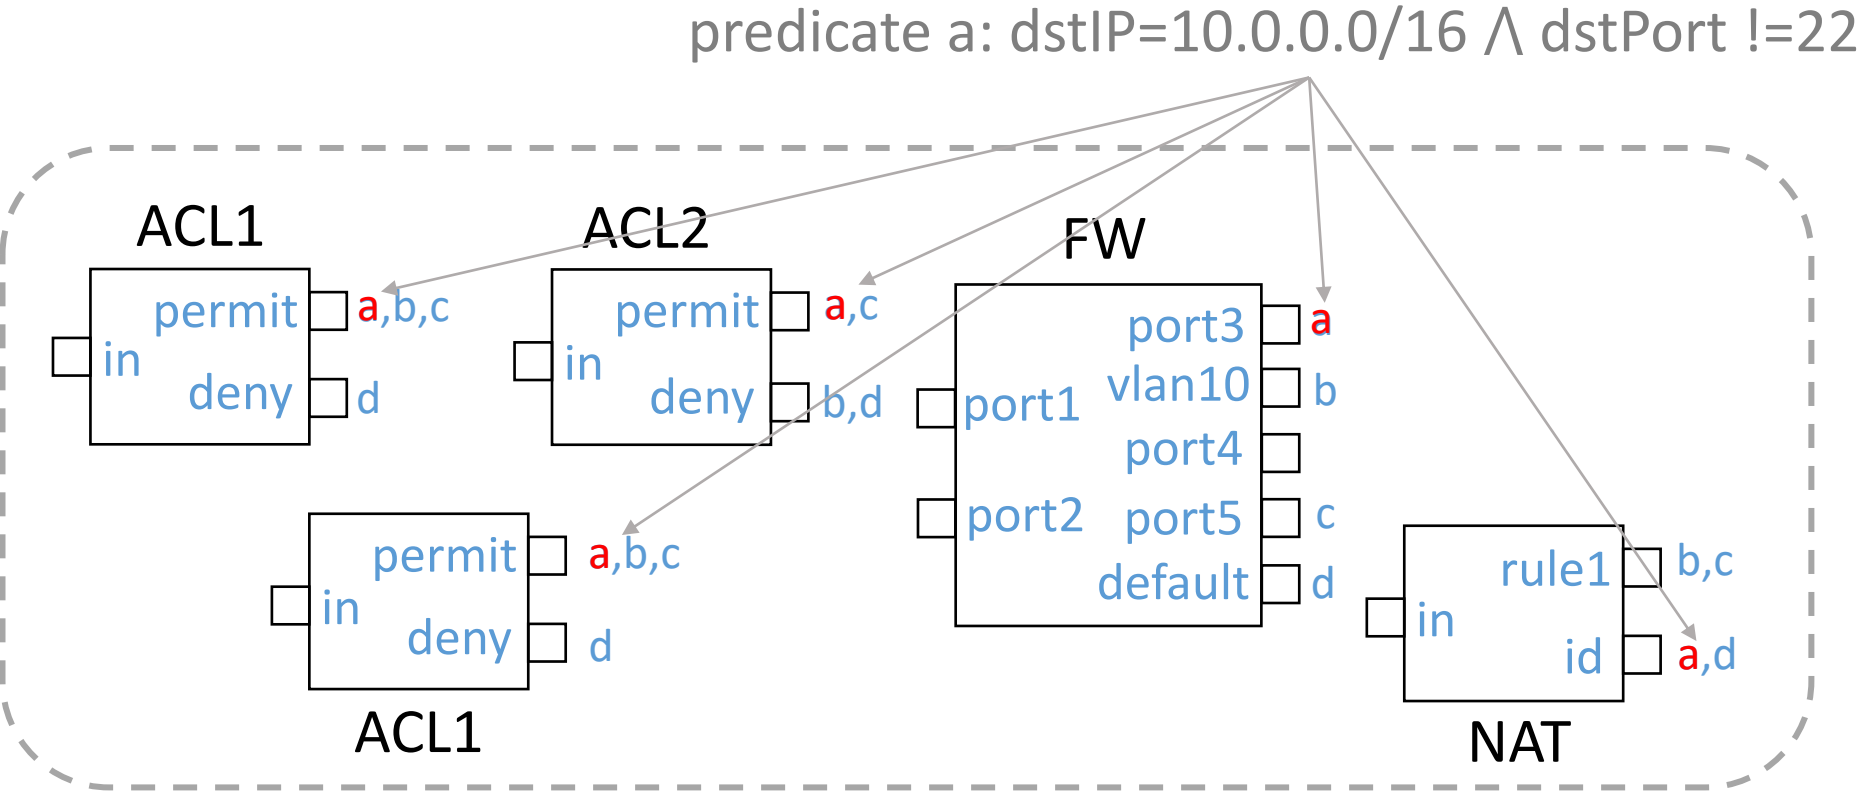 predicate a: dstIP=10.0.0.0/16 ⋀ dstPort !=22
ACL1
permit
a,b,c
in
deny
d
ACL2
permit
a,c
in
deny
b,d
FW
port3
a
vlan10
b
port1
port4
port2
port5
c
default
d
permit
a,b,c
in
deny
d
ACL1
rule1
b,c
in
id
a,d
NAT